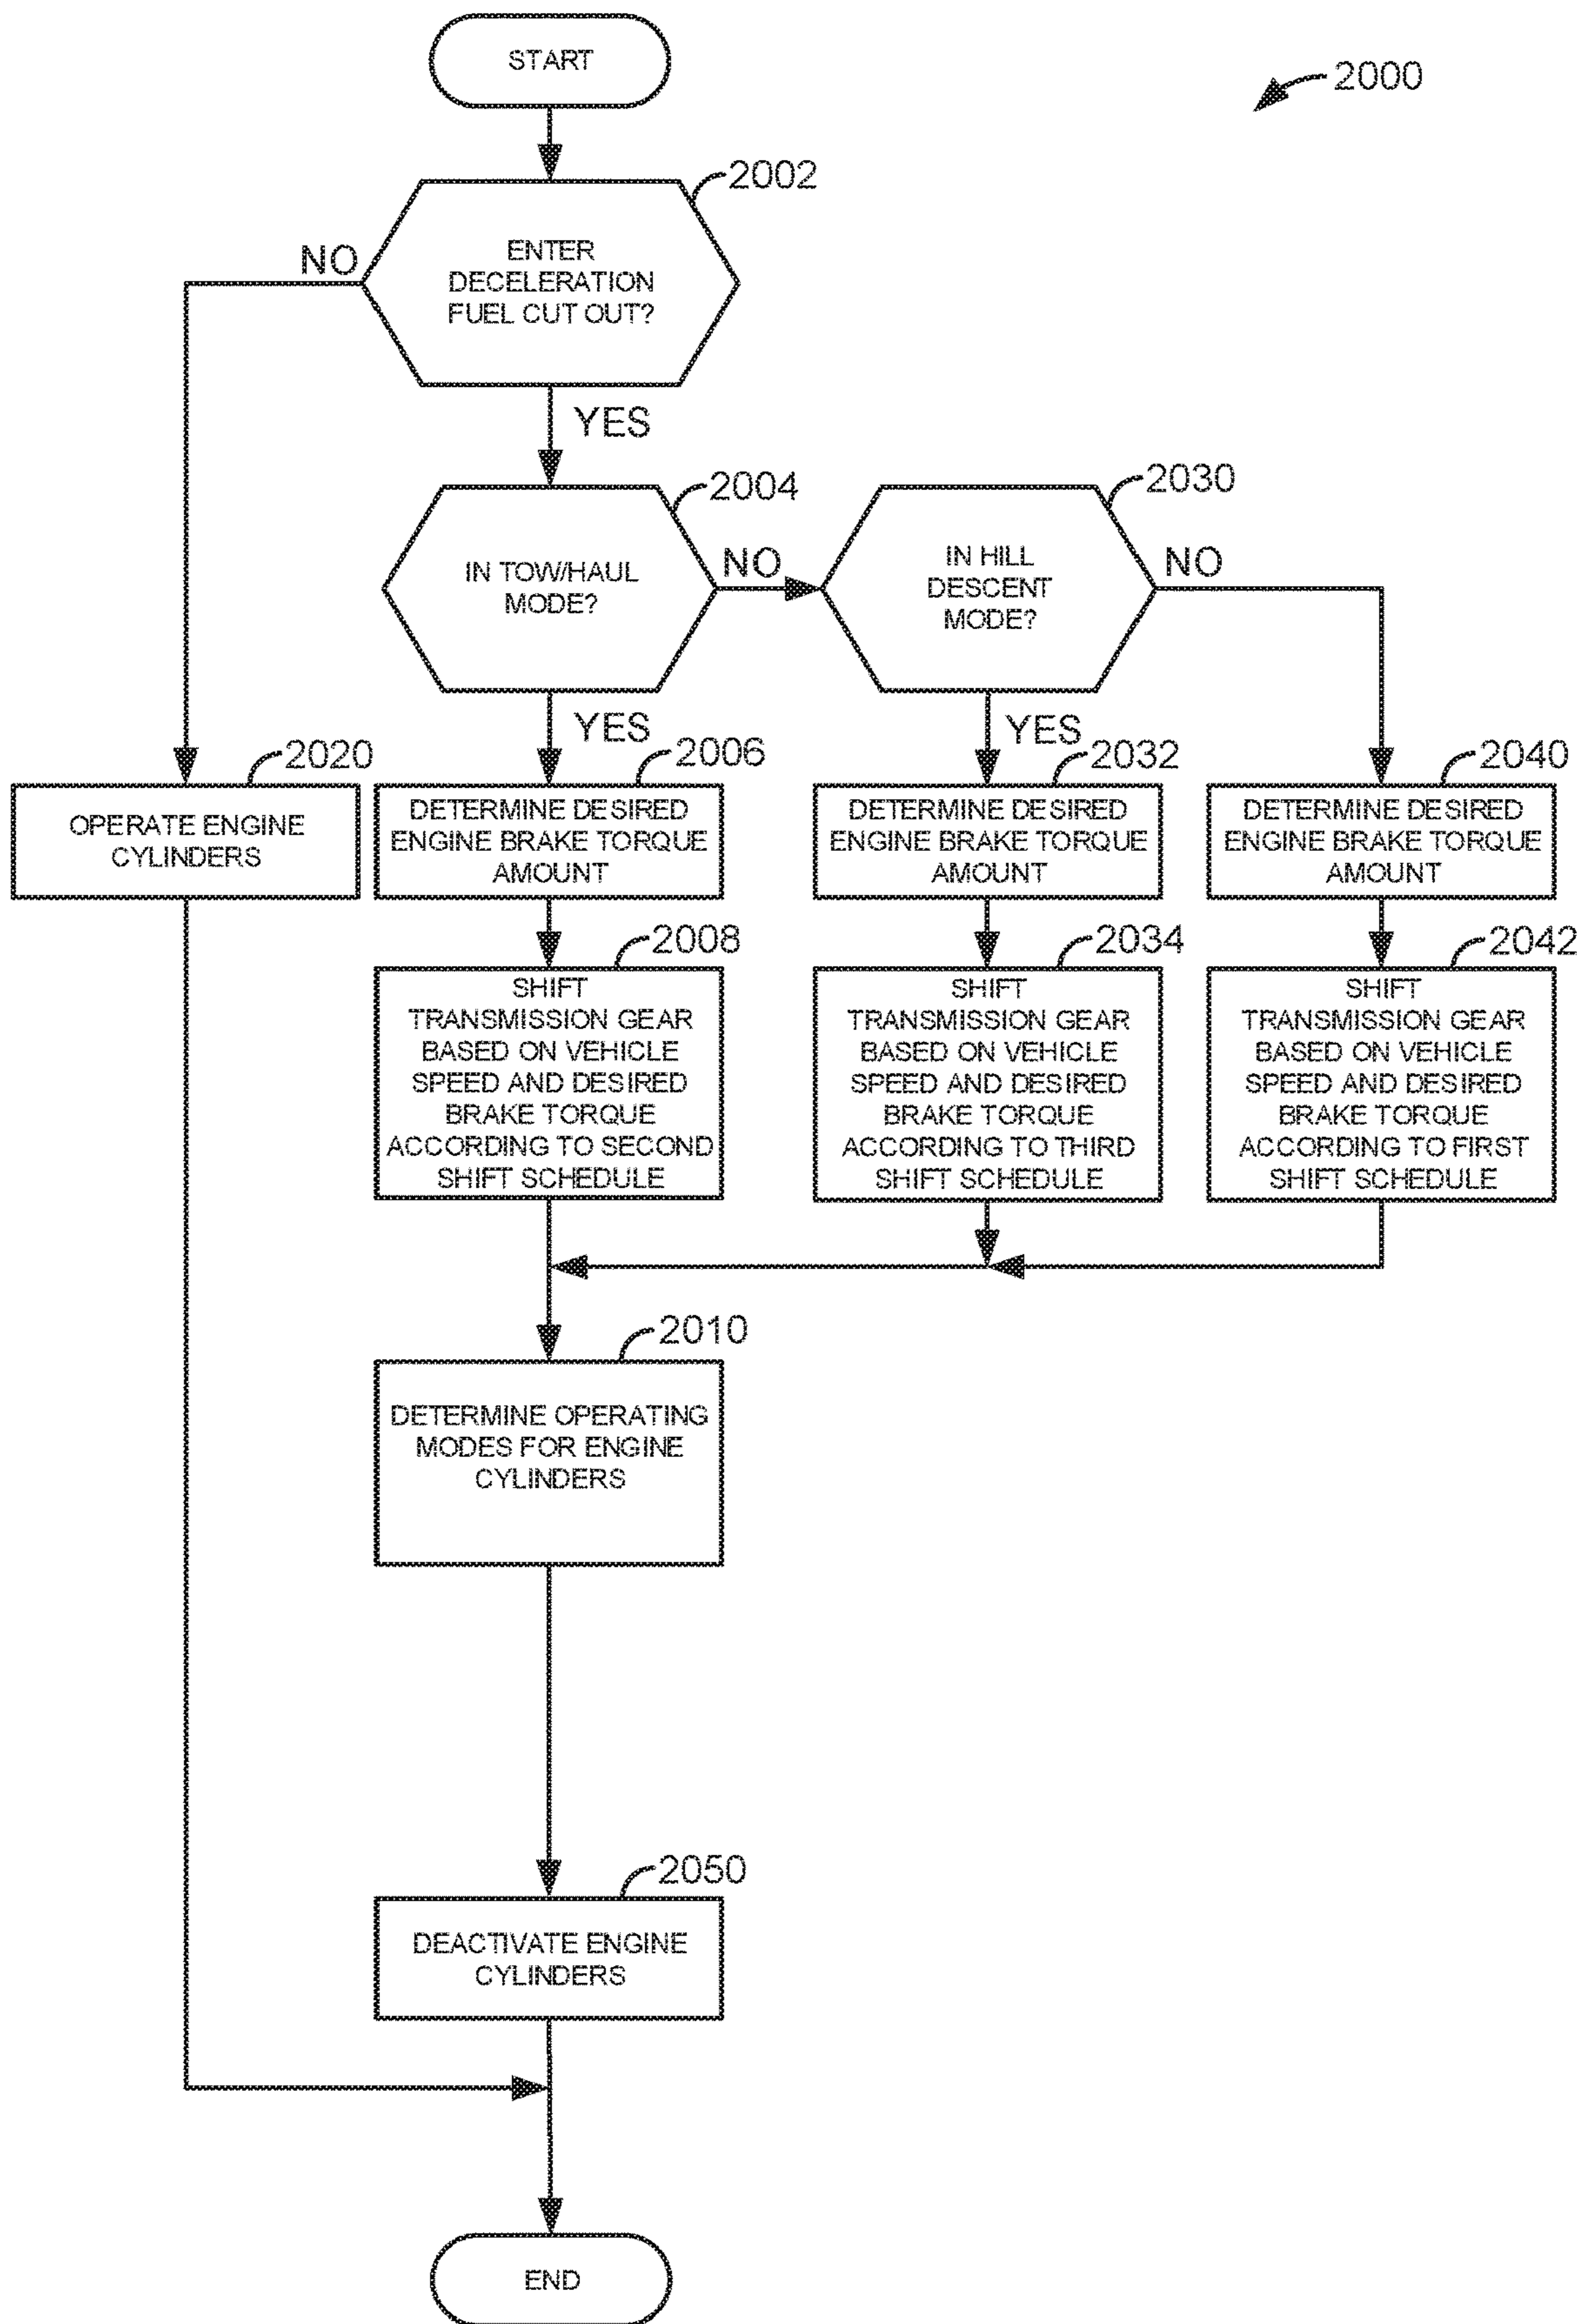 START
2000
2002
ENTER
DECELERATION
FUEL CUT OUT?
NO
YES
2004
IN TOW/HAUL
MODE?
NO
2030
IN HILL
DESCENT
MODE?
NO
YES
YES
2020
OPERATE ENGINE
CYLINDERS
2006
DETERMINE DESIRED
ENGINE BRAKE TORQUE
AMOUNT
2032
DETERMINE DESIRED
ENGINE BRAKE TORQUE
AMOUNT
2040
DETERMINE DESIRED
ENGINE BRAKE TORQUE
AMOUNT
2008
SHIFT
TRANSMISSION GEAR
BASED ON VEHICLE
SPEED AND DESIRED
BRAKE TORQUE
ACCORDING TO SECOND
SHIFT SCHEDULE
2034
SHIFT
TRANSMISSION GEAR
BASED ON VEHICLE
SPEED AND DESIRED
BRAKE TORQUE
ACCORDING TO THIRD
SHIFT SCHEDULE
2042
SHIFT
TRANSMISSION GEAR
BASED ON VEHICLE
SPEED AND DESIRED
BRAKE TORQUE
ACCORDING TO FIRST
SHIFT SCHEDULE
2010
DETERMINE OPERATING
MODES FOR ENGINE
CYLINDERS
2050
DEACTIVATE ENGINE
CYLINDERS
END